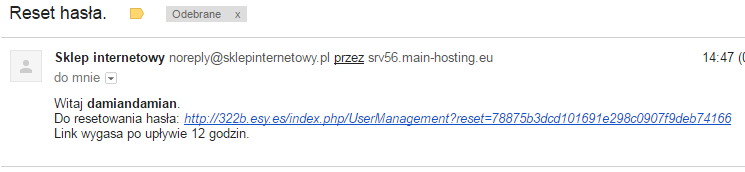 Reset hasła. Odebrane x
Sklep internetowy noreply@sklepinternetowy.pl przez srv56.main-hosting.eu 14:47 (
do mnie
Witaj damiandamian.
Do resetowania hasła: http://322b.esy.es/index.php/UserManagement?reset=78875b3dcd101691e298c0907f9deb74166
Link wygasa po upływie 12 godzin.